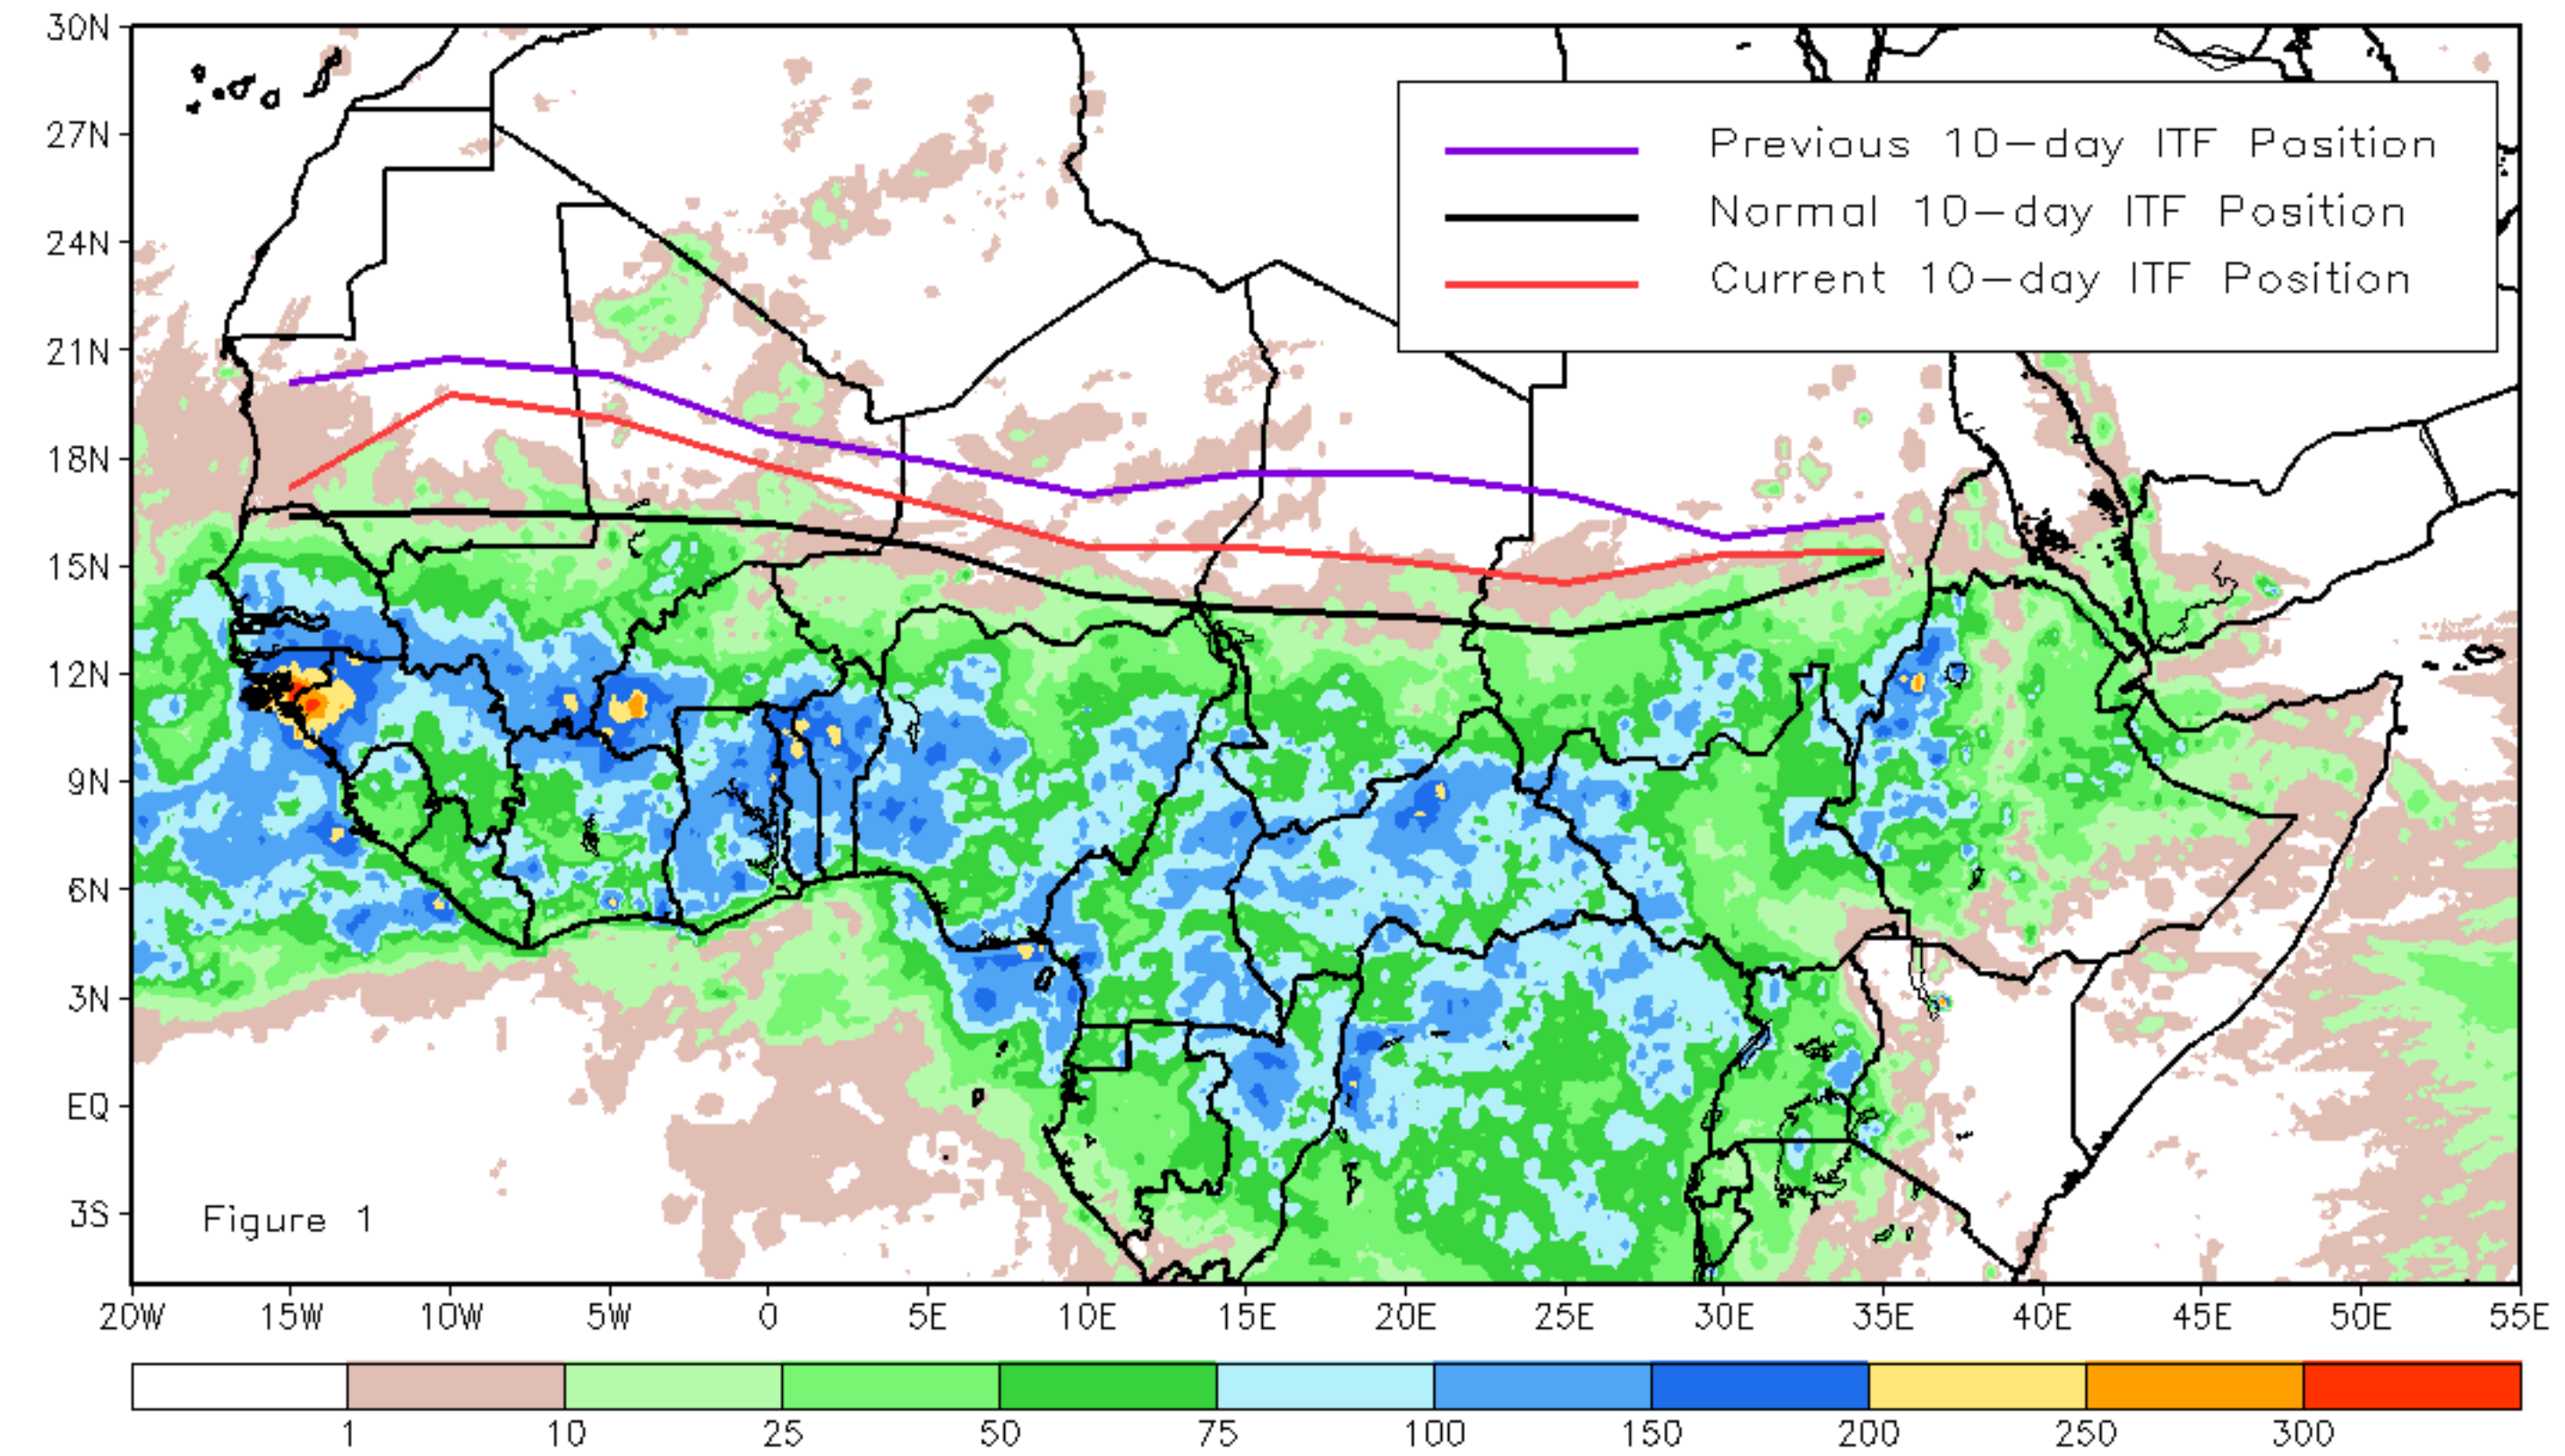 30N
27N
24N
21N
18N
15N
12N
9N
6N
3N
EQ
3S
Previous 10-day ITF Position
Normal 10-day ITF Position
Current 10-day ITF Position
Figure 1
20W 15W 10W 5W 0 5E 10E 15E 20E 25E 30E 35E 40E 45E 50E 55E
1 10 25 50 75 100 150 200 250 300